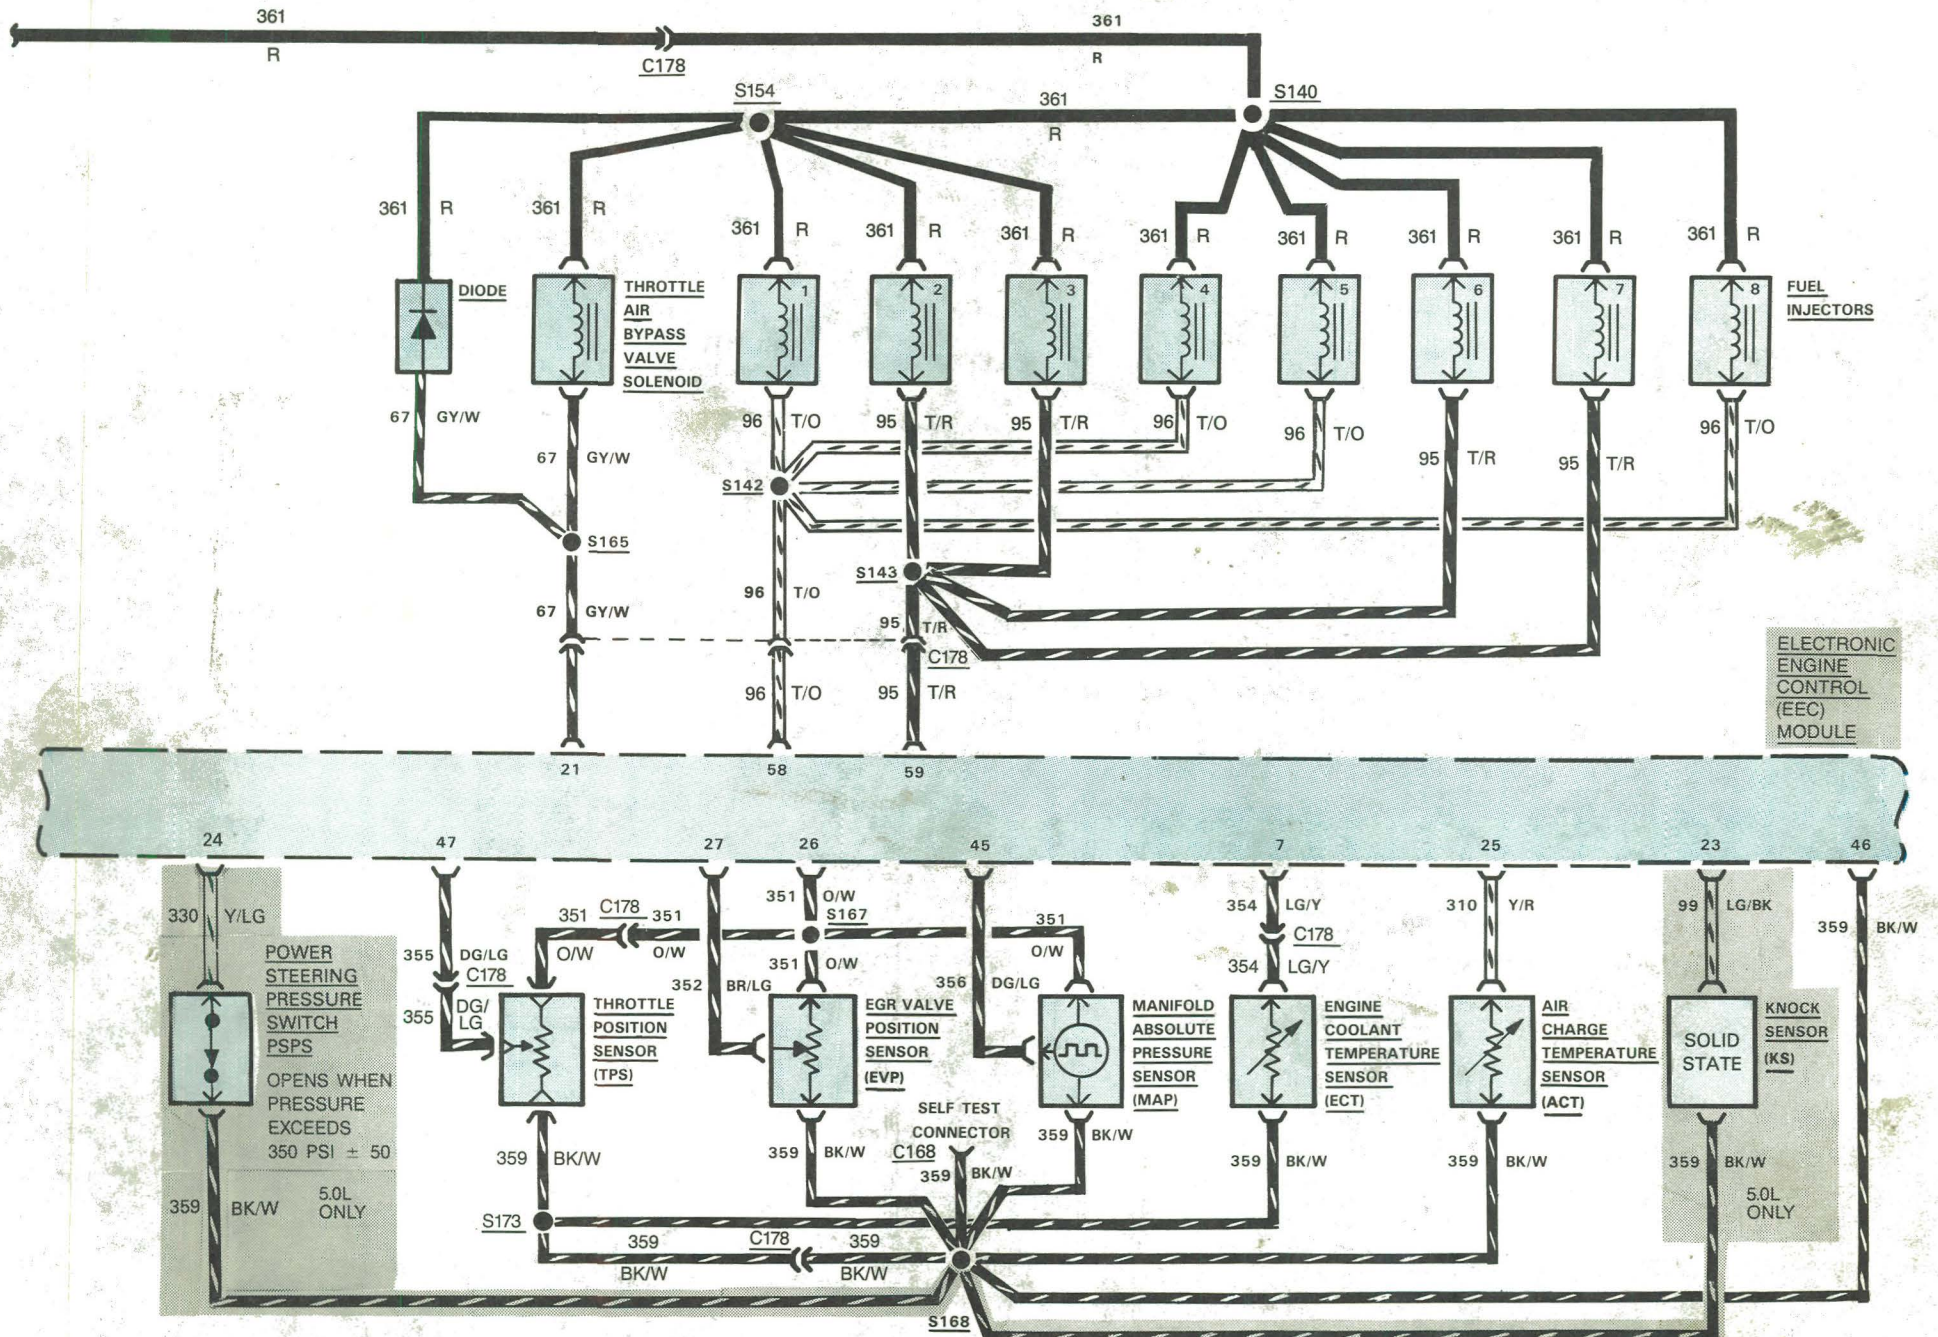 361
R
C178
361
R
S154
361
R
S140
361 R
361 R
361 R
361 R
361 R
361 R
361 R
361 R
361 R
361 R
DIODE
THROTTLE
AIR
BYPASS
VALVE
SOLENOID
1
2
3
4
5
6
7
8
FUEL
INJECTORS
67 GY/W
67 GY/W
96 T/O
95 T/R
95 T/R
96 T/O
96 T/O
95 T/R
95 T/R
96 T/O
S142
S165
S143
67 GY/W
96 T/O
95 T/R
C178
96 T/O
95 T/R
ELECTRONIC
ENGINE
CONTROL
(EEC)
MODULE
21
58
59
24
47
27
26
45
7
25
23
46
330 Y/LG
POWER
STEERING
PRESSURE
SWITCH
PSPS
OPENS WHEN
PRESSURE
EXCEEDS
350 PSI ± 50
359 BK/W
5.0L
ONLY
355 DG/LG
C178
355
DG/
LG
351
O/W
C178
351
O/W
THROTTLE
POSITION
SENSOR
(TPS)
359 BK/W
S173
352 BR/LG
351 O/W
S167
351 O/W
EGR VALVE
POSITION
SENSOR
(EVP)
359 BK/W
356 DG/LG
351
O/W
MANIFOLD
ABSOLUTE
PRESSURE
SENSOR
(MAP)
359 BK/W
SELF TEST
CONNECTOR
C168
359 BK/W
354 LG/Y
C178
354 LG/Y
ENGINE
COOLANT
TEMPERATURE
SENSOR
(ECT)
359 BK/W
310 Y/R
AIR
CHARGE
TEMPERATURE
SENSOR
(ACT)
359 BK/W
99 LG/BK
SOLID
STATE
KNOCK
SENSOR
(KS)
359 BK/W
5.0L
ONLY
359 BK/W
359
BK/W
C178
359
BK/W
S168